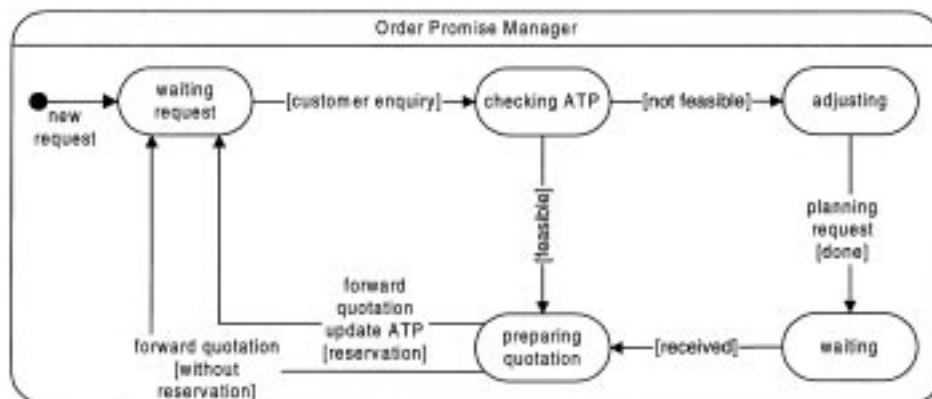 Order Promise Manager
waiting
request
[customer enquiry]
checking ATP
[not feasible]
adjusting
new
request
[feasible]
planning
request
[done]
forward
quotation
update ATP
[reservation]
forward quotation
[without
reservation]
preparing
quotation
[received]
waiting